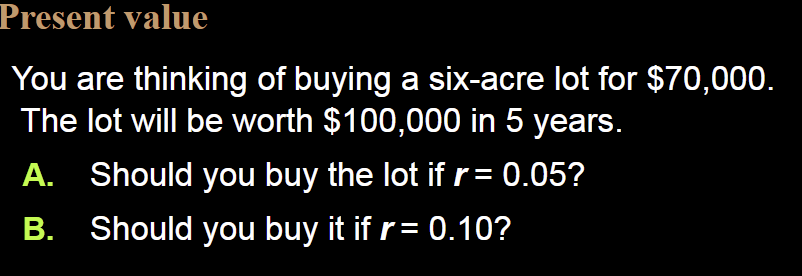 Present value
You are thinking of buying a six-acre lot for $70,000.
The lot will be worth $100,000 in 5 years.
A. Should you buy the lot if r = 0.05?
B. Should you buy it if r = 0.10?